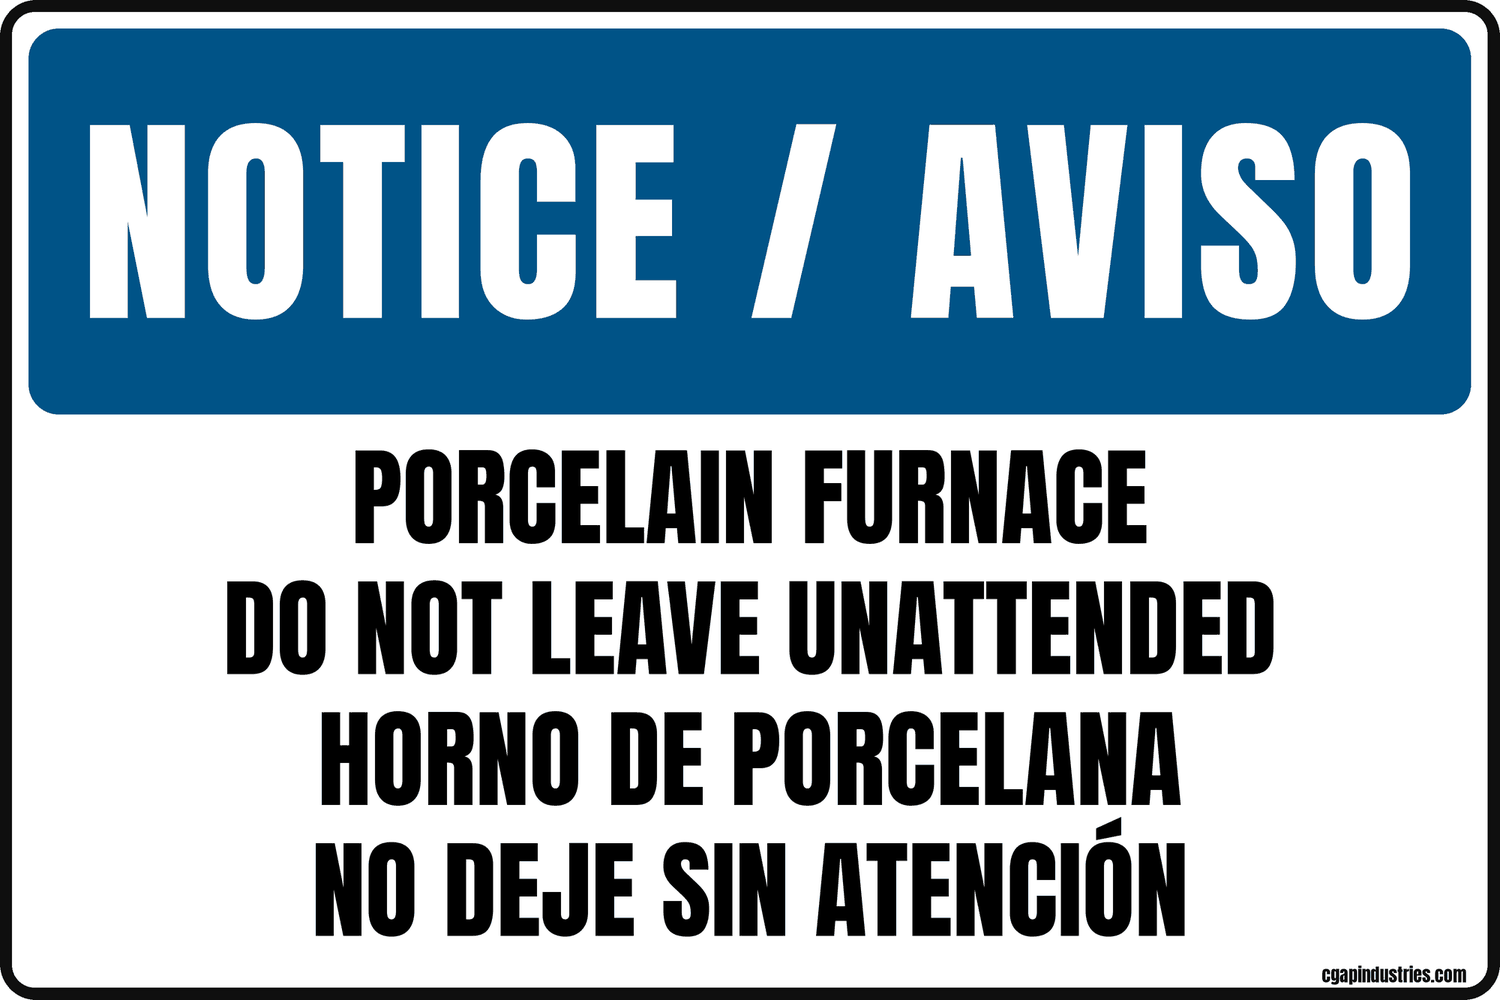 NOTICE / AVISO
PORCELAIN FURNACE
DO NOT LEAVE UNATTENDED
HORNO DE PORCELANA
NO DEJE SIN ATENCIÓN
cgapindustries.com